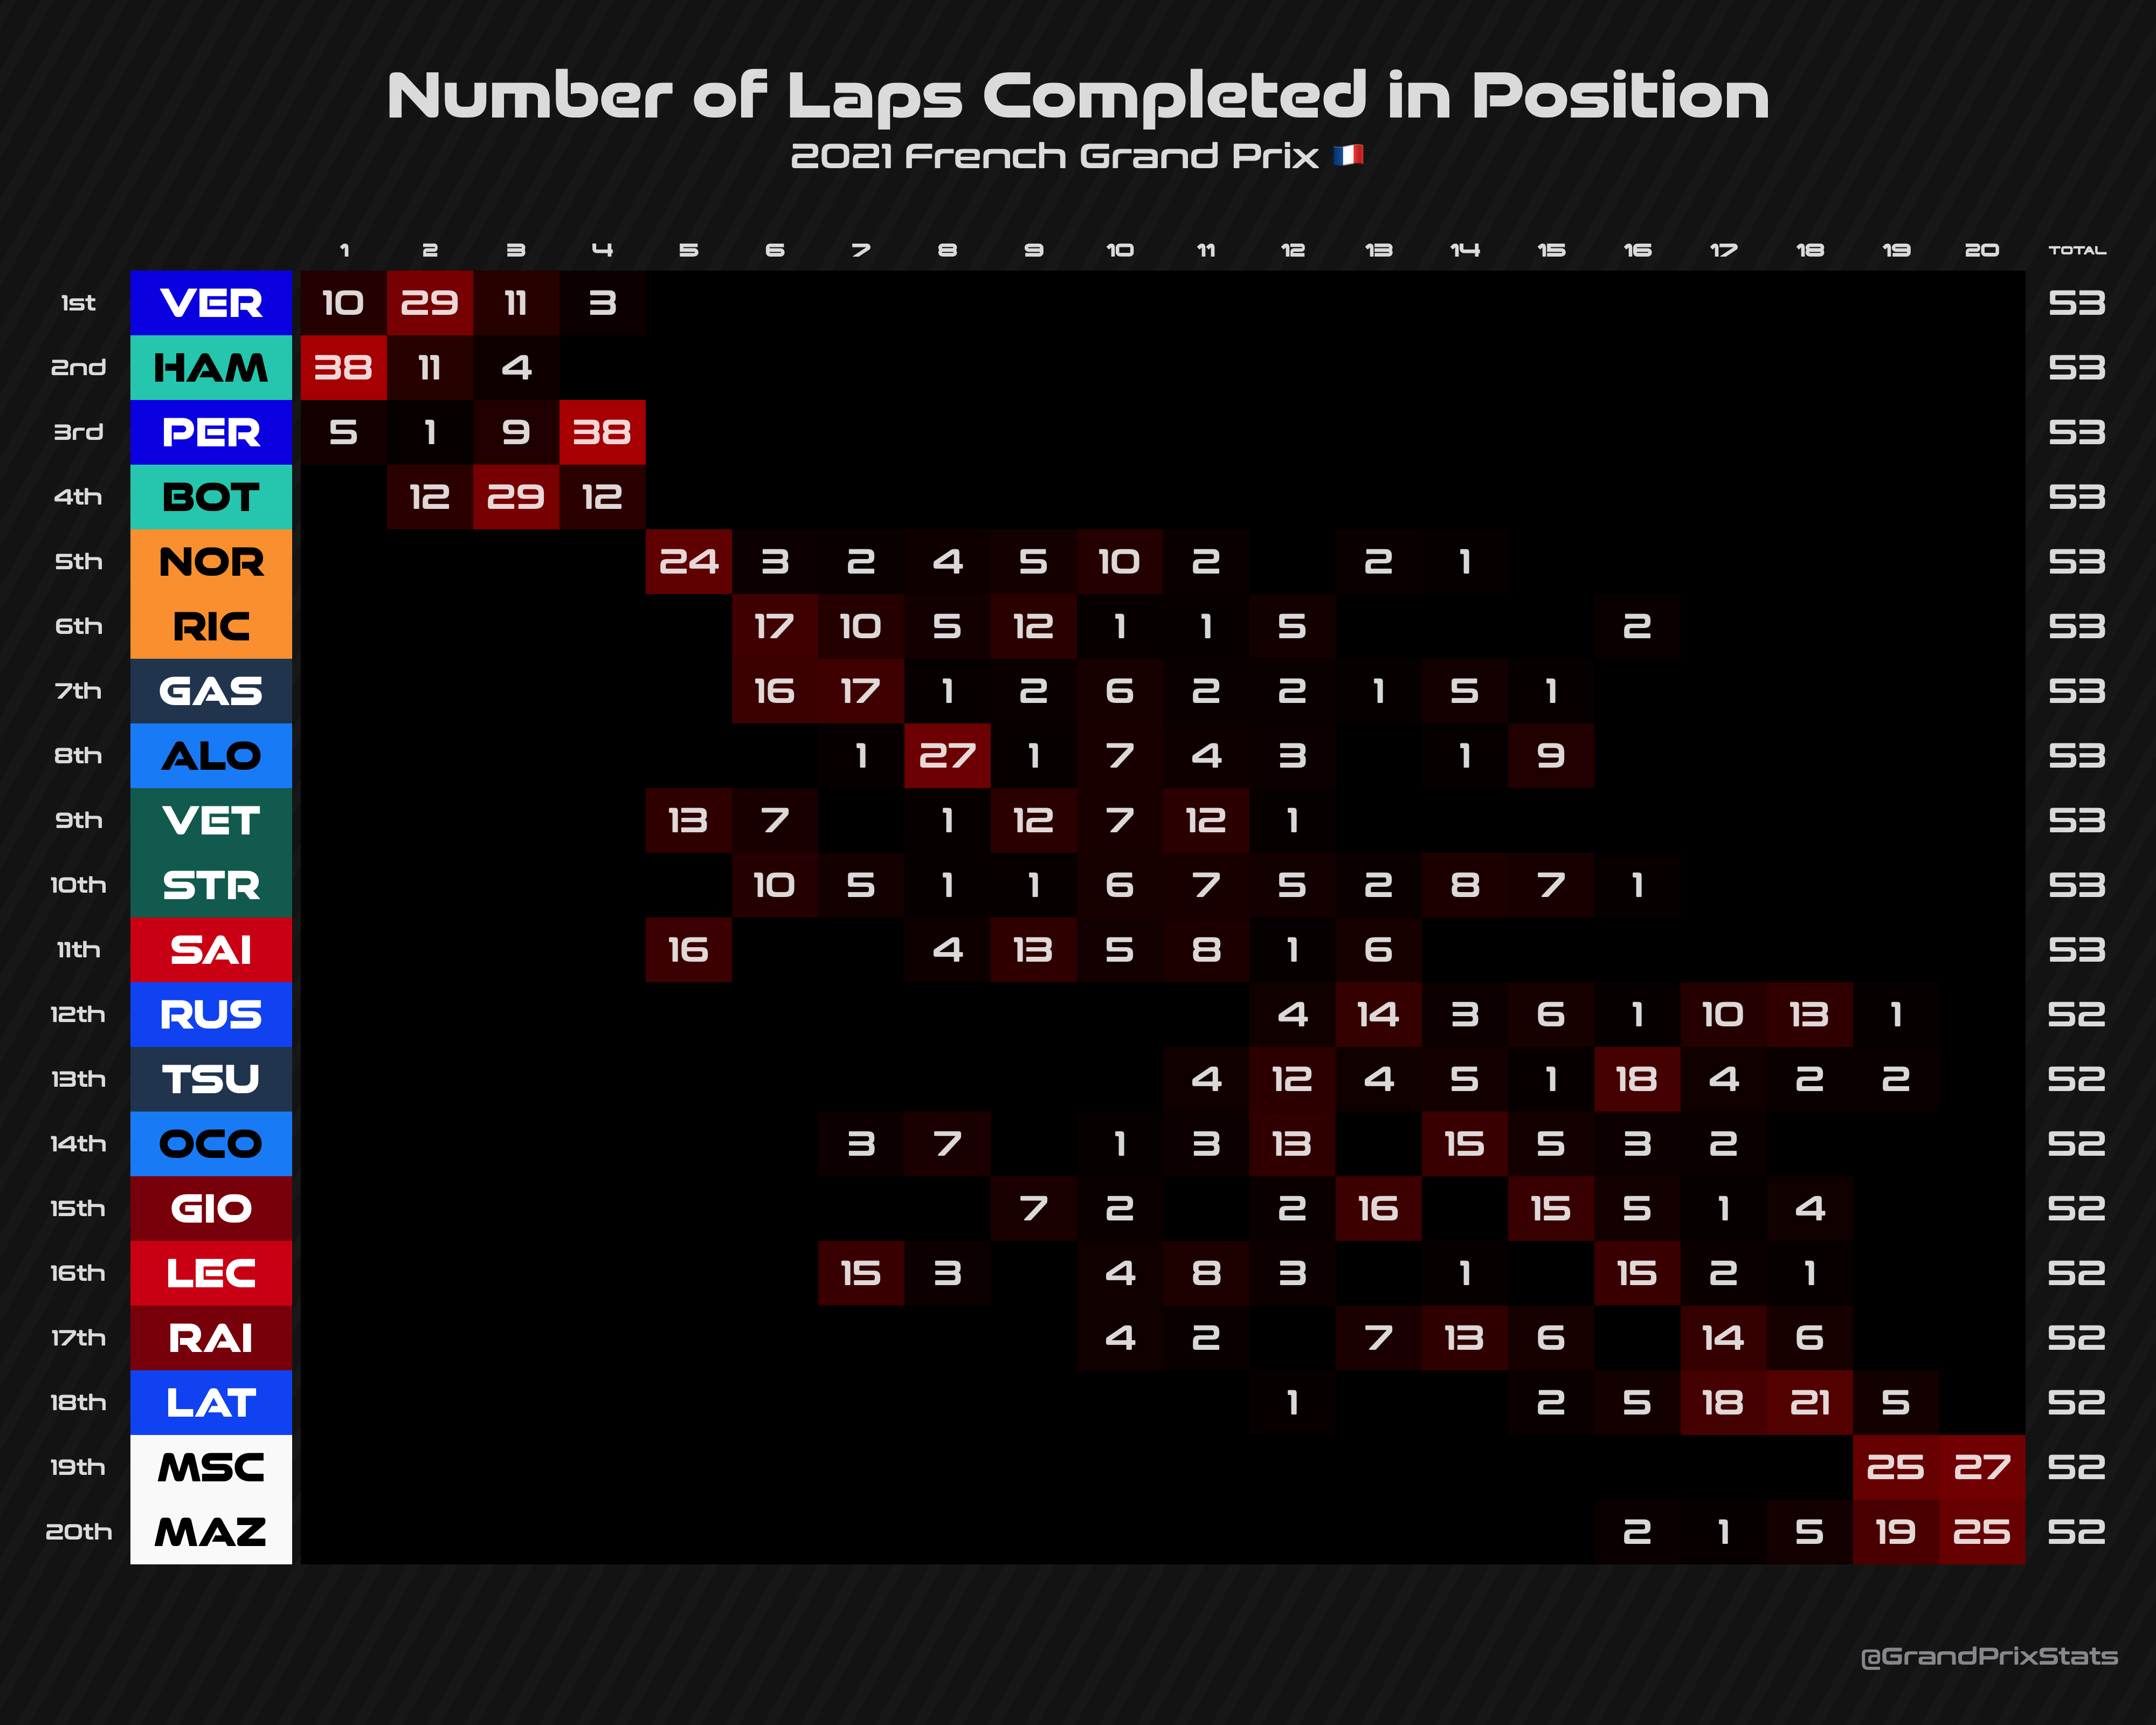 Number of Laps Completed in Position
2021 French Grand Prix
1 2 3 4 5 6 7 8 9 10 11 12 13 14 15 16 17 18 19 20 TOTAL
1st VER 10 29 11 3 53
2nd HAM 38 11 4 53
3rd PER 5 1 9 38 53
4th BOT 12 29 12 53
5th NOR 24 3 2 4 5 10 2 2 1 53
6th RIC 17 10 5 12 1 1 5 2 53
7th GAS 16 17 1 2 6 2 2 1 5 1 53
8th ALO 1 27 1 7 4 3 1 9 53
9th VET 13 7 1 12 7 12 1 53
10th STR 10 5 1 1 6 7 5 2 8 7 1 53
11th SAI 16 4 13 5 8 1 6 53
12th RUS 4 14 3 6 1 10 13 1 52
13th TSU 4 12 4 5 1 18 4 2 2 52
14th OCO 3 7 1 3 13 15 5 3 2 52
15th GIO 7 2 2 16 15 5 1 4 52
16th LEC 15 3 4 8 3 1 15 2 1 52
17th RAI 4 2 7 13 6 14 6 52
18th LAT 1 2 5 18 21 5 52
19th MSC 25 27 52
20th MAZ 2 1 5 19 25 52
@GrandPrixStats